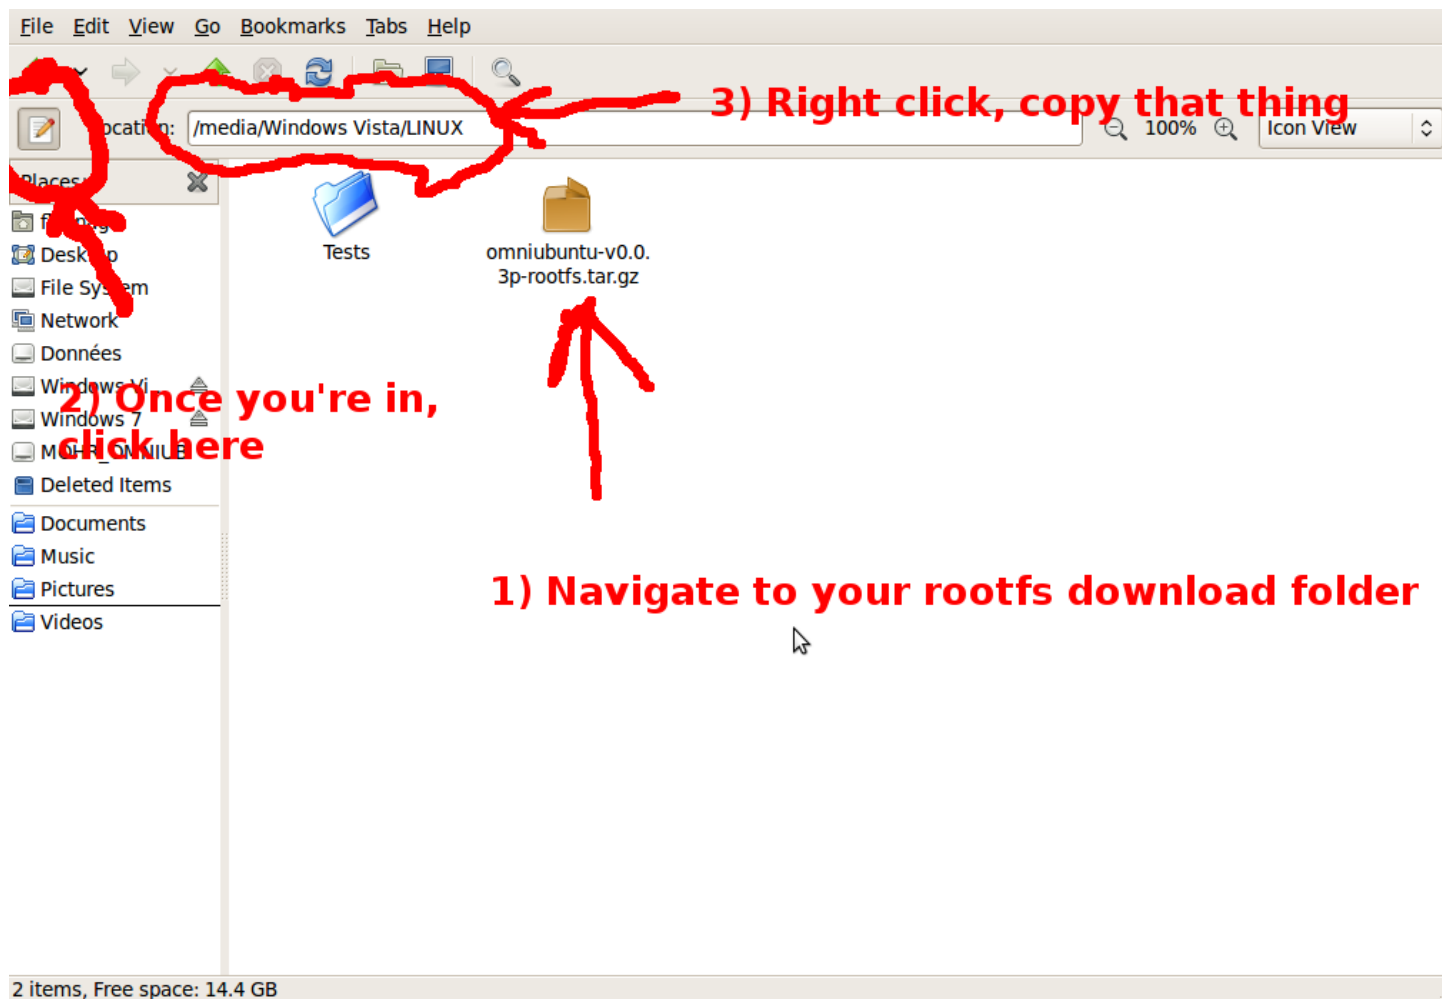 File Edit View Go Bookmarks Tabs Help
3) Right click, copy that thing
/media/Windows Vista/LINUX
100%
Icon View
Places
Tests
omniubuntu-v0.0.
3p-rootfs.tar.gz
File System
Network
Données
Windows Vi...
2) Once you're in,
Windows 7
click here
Deleted Items
Documents
Music
Pictures
1) Navigate to your rootfs download folder
Videos
2 items, Free space: 14.4 GB